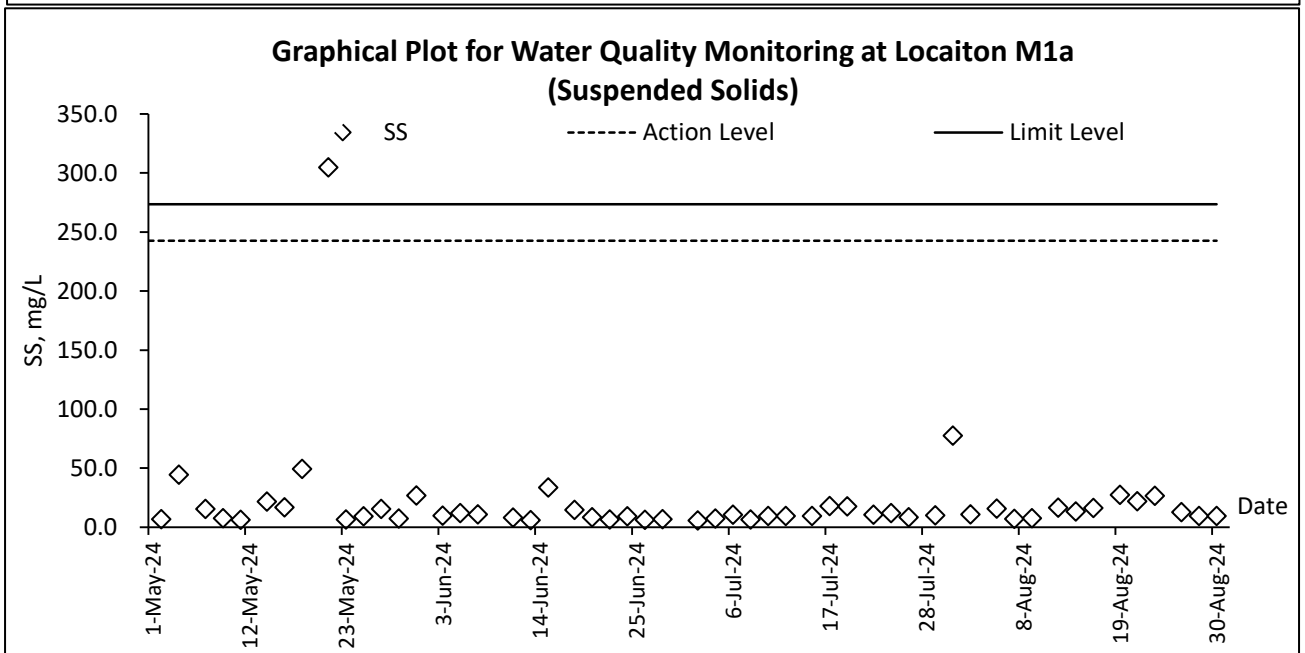 Graphical Plot for Water Quality Monitoring at Locaiton M1a
(Suspended Solids)
350.0
300.0
250.0
200.0
150.0
100.0
50.0
0.0
SS, mg/L
SS
Action Level
Limit Level
Date
1-May-24
12-May-24
23-May-24
3-Jun-24
14-Jun-24
25-Jun-24
6-Jul-24
17-Jul-24
28-Jul-24
8-Aug-24
19-Aug-24
30-Aug-24